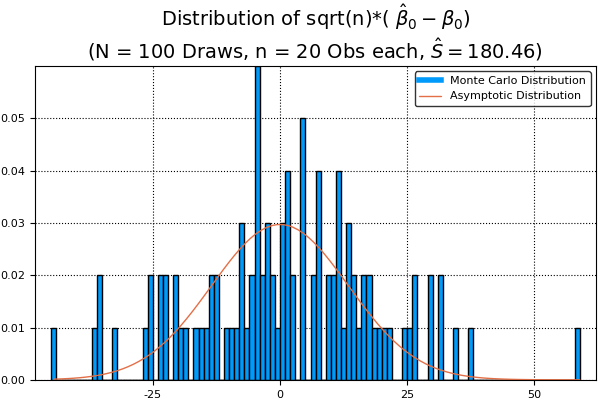 Distribution of sqrt(n)*( β̂₀ − β₀)
(N = 100 Draws, n = 20 Obs each, Ŝ = 180.46)
Monte Carlo Distribution
Asymptotic Distribution
0.05
0.04
0.03
0.02
0.01
0.00
-25 0 25 50